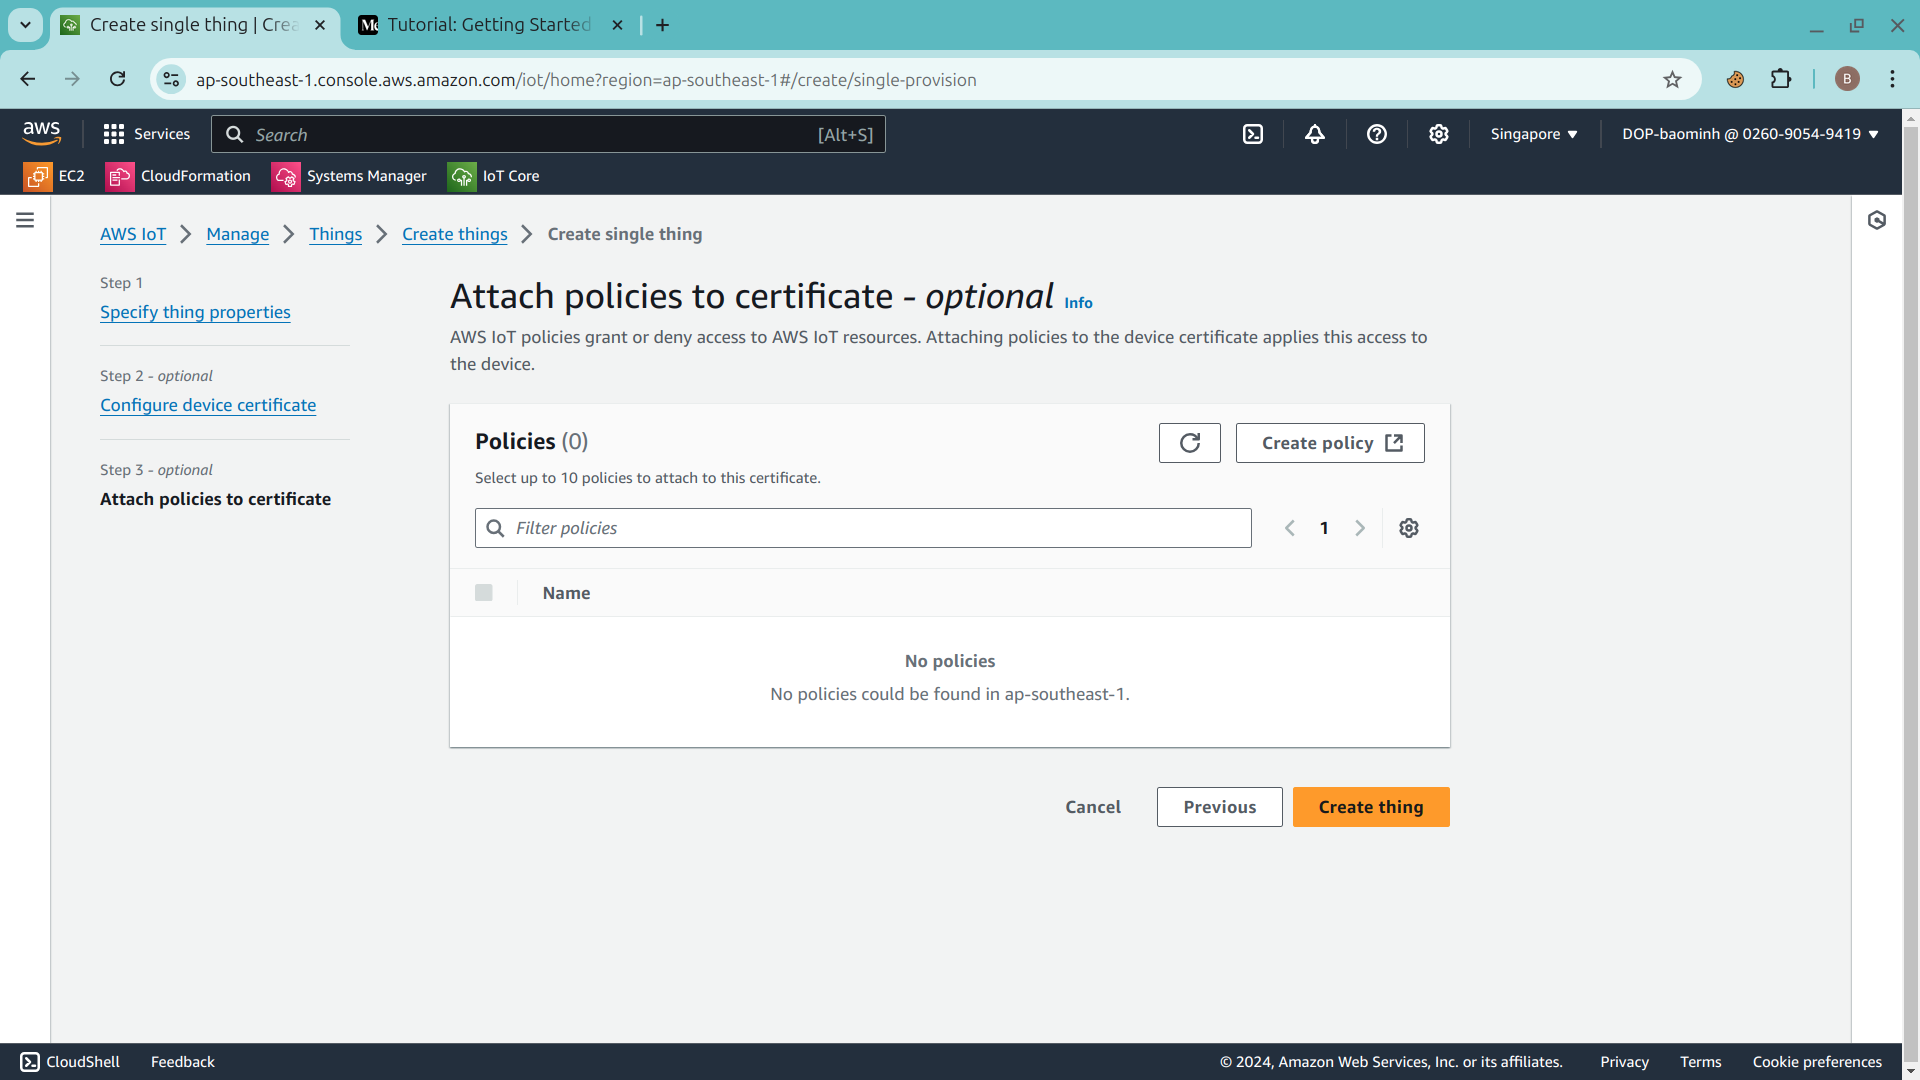 Create single thing | Crea
Tutorial: Getting Started
ap-southeast-1.console.aws.amazon.com/iot/home?region=ap-southeast-1#/create/single-provision
B
aws
Services
Search
[Alt+S]
Singapore
DOP-baominh @ 0260-9054-9419
EC2
CloudFormation
Systems Manager
IoT Core
AWS IoT
Manage
Things
Create things
Create single thing
Step 1
Specify thing properties
Step 2 - optional
Configure device certificate
Step 3 - optional
Attach policies to certificate
Attach policies to certificate - optional Info
AWS IoT policies grant or deny access to AWS IoT resources. Attaching policies to the device certificate applies this access to
the device.
Policies (0)
Create policy
Select up to 10 policies to attach to this certificate.
Filter policies
1
Name
No policies
No policies could be found in ap-southeast-1.
Cancel
Previous
Create thing
CloudShell
Feedback
© 2024, Amazon Web Services, Inc. or its affiliates.
Privacy
Terms
Cookie preferences